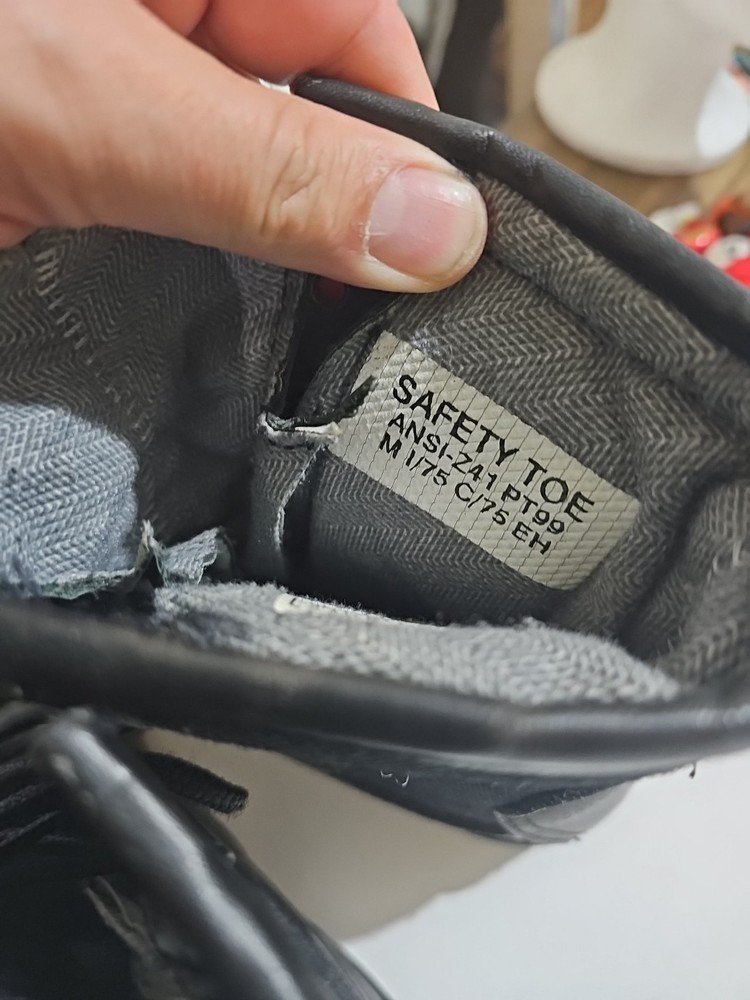 SAFETY TOE
ANSI-Z41 PT99
M I/75 C/75 EH